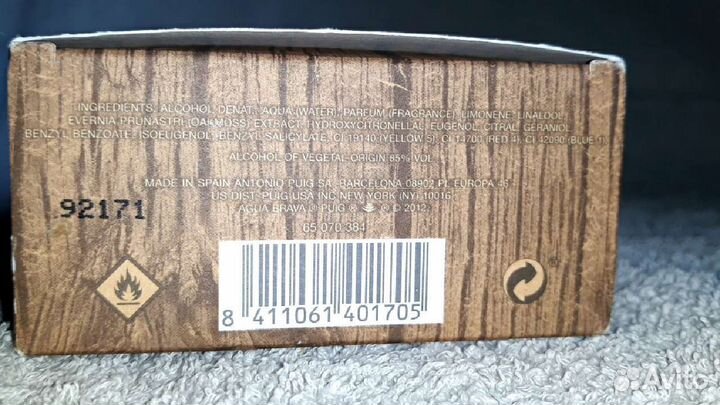 INGREDIENTS: ALCOHOL DENAT., AQUA (WATER), PARFUM (FRAGRANCE), LIMONENE, LINALOOL,
EVERNIA PRUNASTRI (OAKMOSS) EXTRACT, HYDROXYCITRONELLAL, EUGENOL, CITRAL, GERANIOL,
BENZYL BENZOATE, ISOEUGENOL, BENZYL SALICYLATE, CI 19140 (YELLOW 5), CI 14700 (RED 4), CI 42090 (BLUE 1).
ALCOHOL OF VEGETAL ORIGIN 85% VOL.
MADE IN SPAIN ANTONIO PUIG SA. BARCELONA 08902 PL. EUROPA 46
US DIST. PUIG USA INC NEW YORK (NY) 10016
AGUA BRAVA ® PUIG ® ® © 2012
92171
65 070 384
8 411061 401705
®
Avito